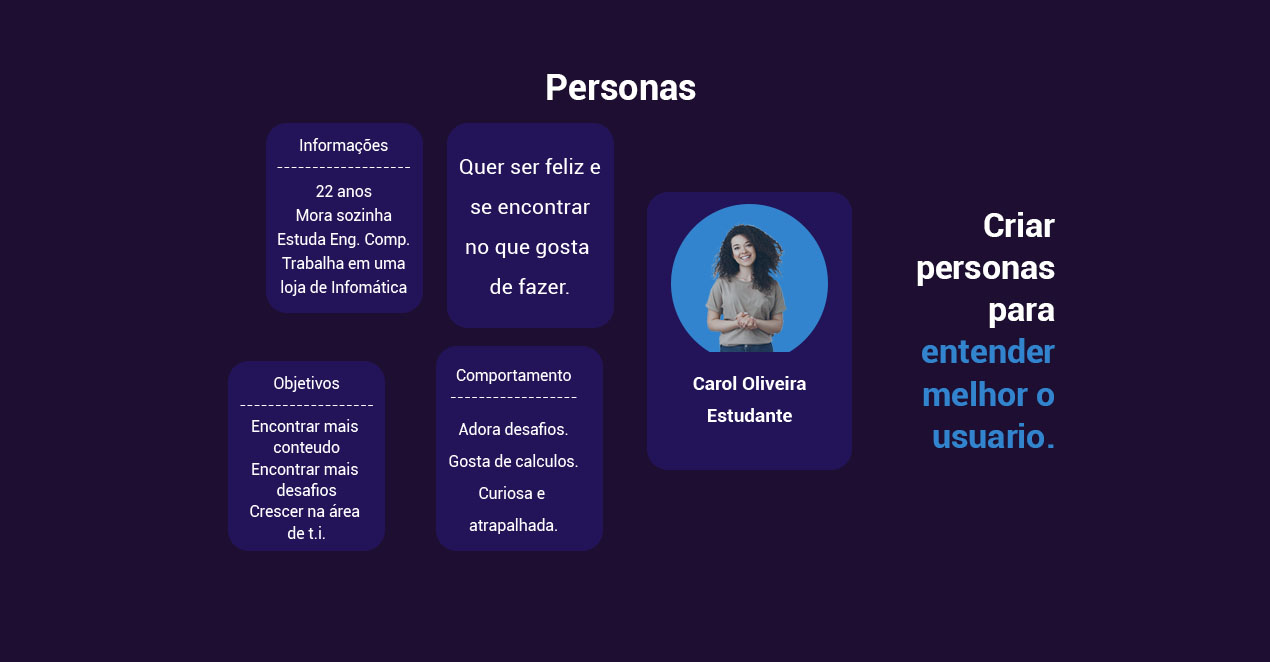 Personas
Informações
-------------------
22 anos
Mora sozinha
Estuda Eng. Comp.
Trabalha em uma
loja de Infomática
Quer ser feliz e
se encontrar
no que gosta
de fazer.
Objetivos
-------------------
Encontrar mais
conteudo
Encontrar mais
desafios
Crescer na área
de t.i.
Comportamento
------------------
Adora desafios.
Gosta de calculos.
Curiosa e
atrapalhada.
Carol Oliveira
Estudante
Criar
personas
para
entender
melhor o
usuario.